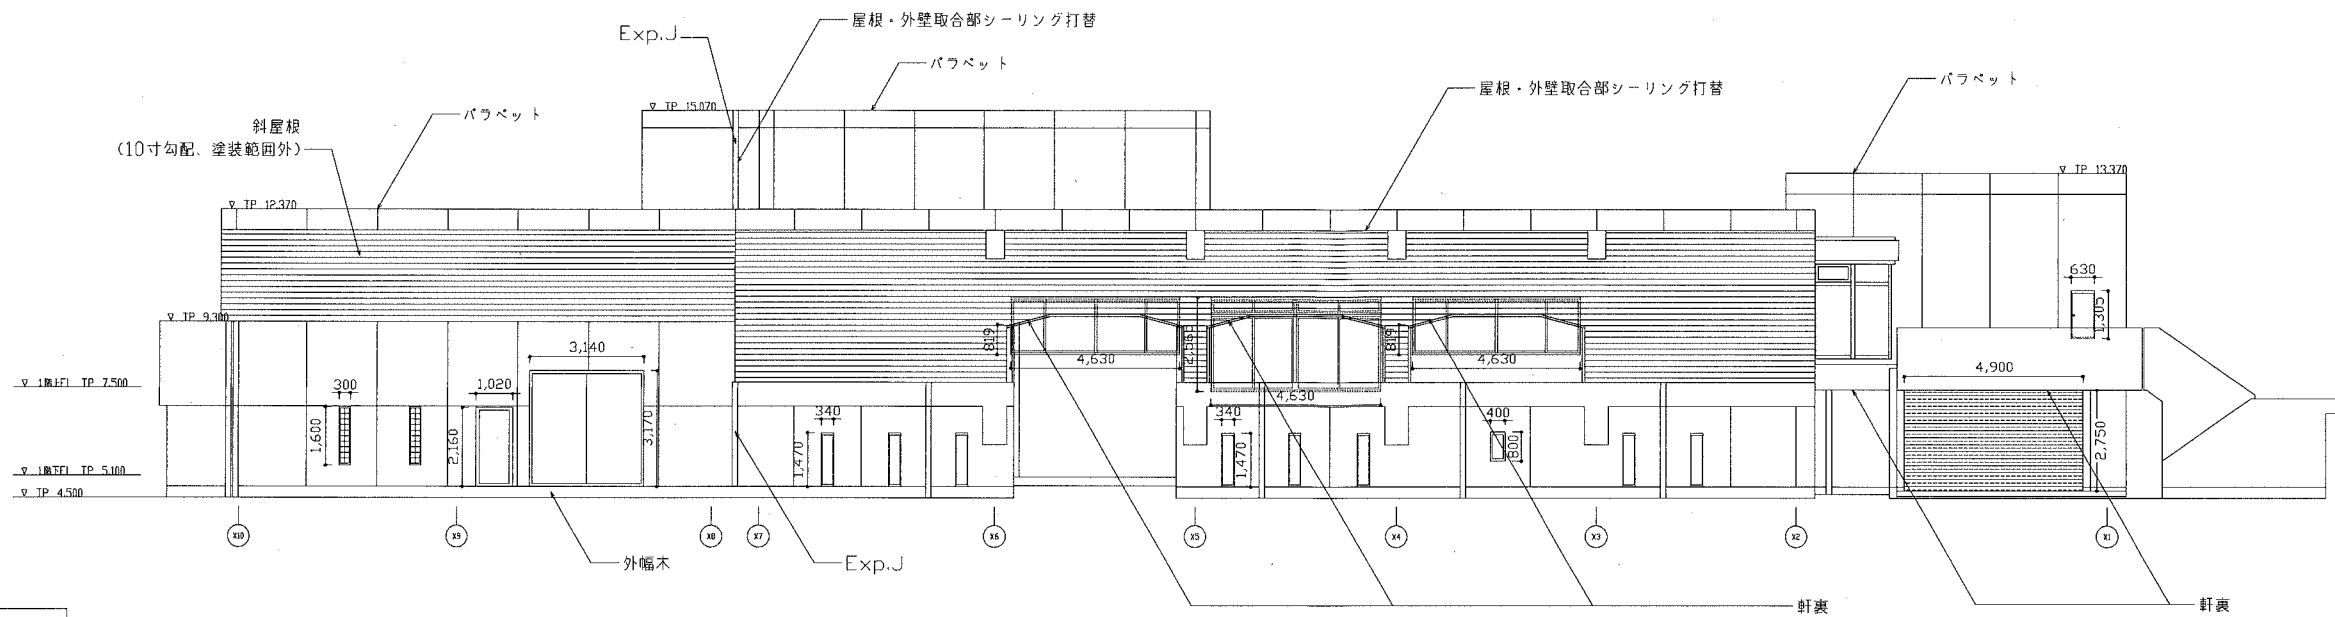 屋根・外壁取合部シーリング打替
Exp.J
パラペット
パラペット
屋根・外壁取合部シーリング打替
▽ TP 15.070
パラペット
斜屋根
(10寸勾配、塗装範囲外)
▽ TP 13.370
▽ TP 12.370
630
1,305
▽ TP 9.300
3,140
819
4,630
2,565
819
4,630
4,900
▽ 1階上FL TP 7.500
300
1,020
4,630
340
340
400
1,600
2,160
3,170
1,470
1,470
800
2,750
▽ 1階下FL TP 5.100
▽ TP 4.500
X10
X9
X8
X7
X6
X5
X4
X3
X2
X1
外幅木
Exp.J
軒裏
軒裏